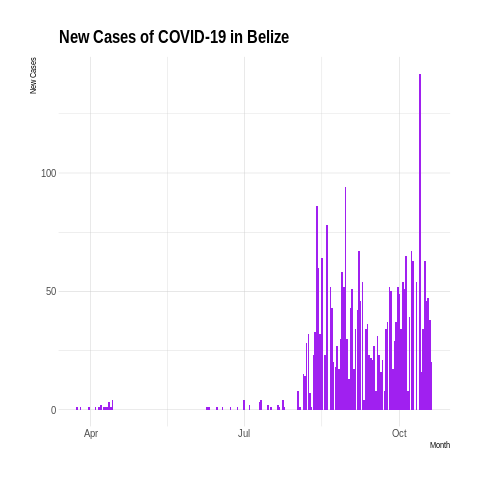 New Cases of COVID-19 in Belize
New Cases
100
50
0
Apr
Jul
Oct
Month